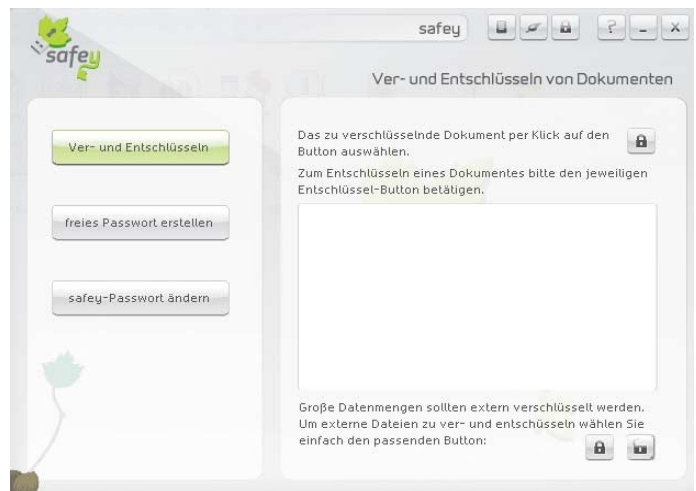 safey
safey
?
Ver- und Entschlüsseln von Dokumenten
Ver- und Entschlüsseln
freies Passwort erstellen
safey-Passwort ändern
Das zu verschlüsselnde Dokument per Klick auf den
Button auswählen.
Zum Entschlüsseln eines Dokumentes bitte den jeweiligen
Entschlüssel-Button betätigen.
Große Datenmengen sollten extern verschlüsselt werden.
Um externe Dateien zu ver- und entschüsseln wählen Sie
einfach den passenden Button: